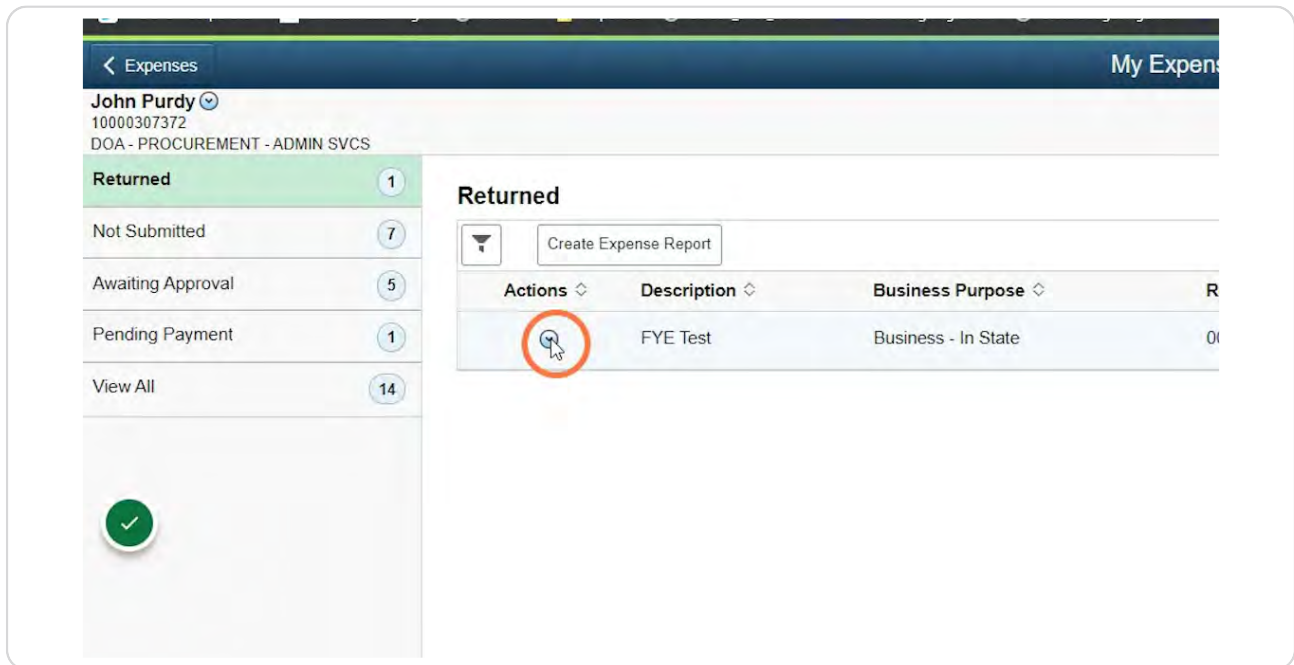 Expenses
My Expens
John Purdy
10000307372
DOA - PROCUREMENT - ADMIN SVCS
Returned 1
Not Submitted 7
Awaiting Approval 5
Pending Payment 1
View All 14
Returned
Create Expense Report
Actions Description Business Purpose R
FYE Test Business - In State 00